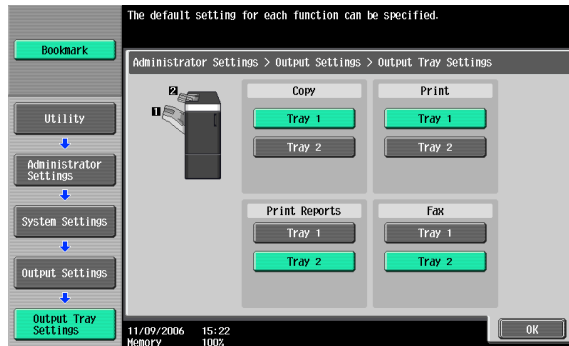 The default setting for each function can be specified.
Bookmark
Administrator Settings > Output Settings > Output Tray Settings
2
1
Copy
Tray 1
Tray 2
Print
Tray 1
Tray 2
Print Reports
Tray 1
Tray 2
Fax
Tray 1
Tray 2
Utility
Administrator
Settings
System Settings
Output Settings
Output Tray
Settings
11/09/2006 15:22
Memory 100%
OK